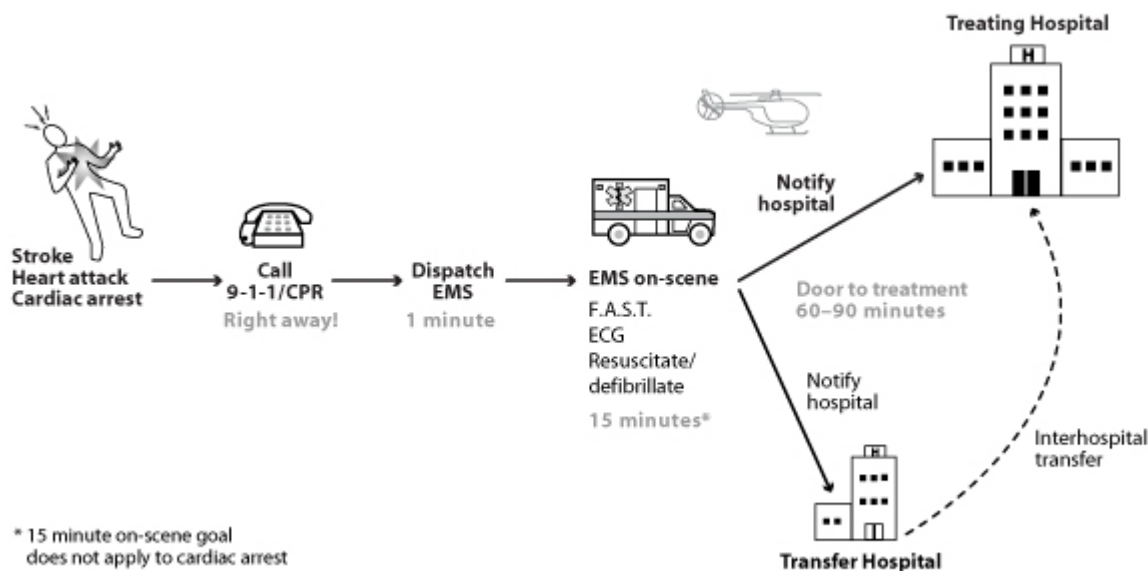 Treating Hospital
H
Stroke
Heart attack
Cardiac arrest
Call
9-1-1/CPR
Right away!
Dispatch
EMS
1 minute
EMS on-scene
F.A.S.T.
ECG
Resuscitate/
defibrillate
15 minutes*
Notify
hospital
Door to treatment
60–90 minutes
Notify
hospital
Interhospital
transfer
H
Transfer Hospital
* 15 minute on-scene goal
does not apply to cardiac arrest